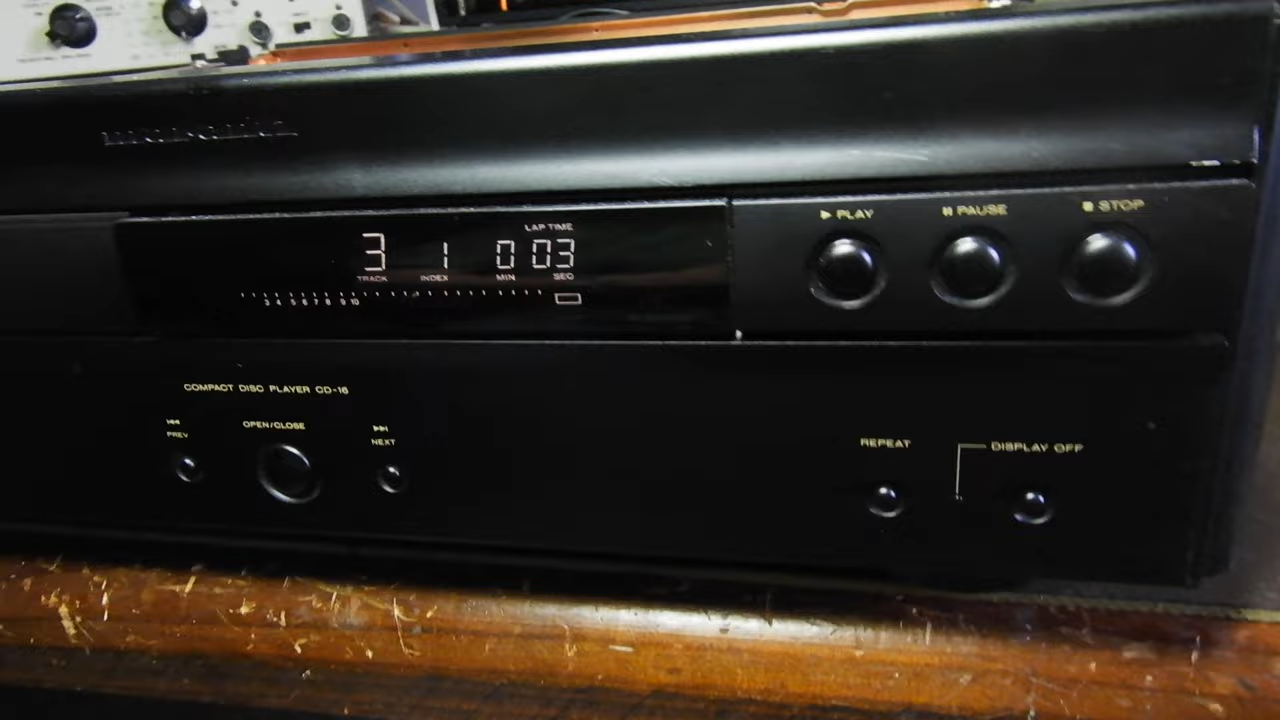 marantz
LAP TIME
3 1 0 03
TRACK INDEX MIN SEC
3 4 5 6 7 8 9 10
▶ PLAY
⏸ PAUSE
■ STOP
COMPACT DISC PLAYER CD-16
⏮
PREV
OPEN/CLOSE
⏭
NEXT
REPEAT
DISPLAY OFF